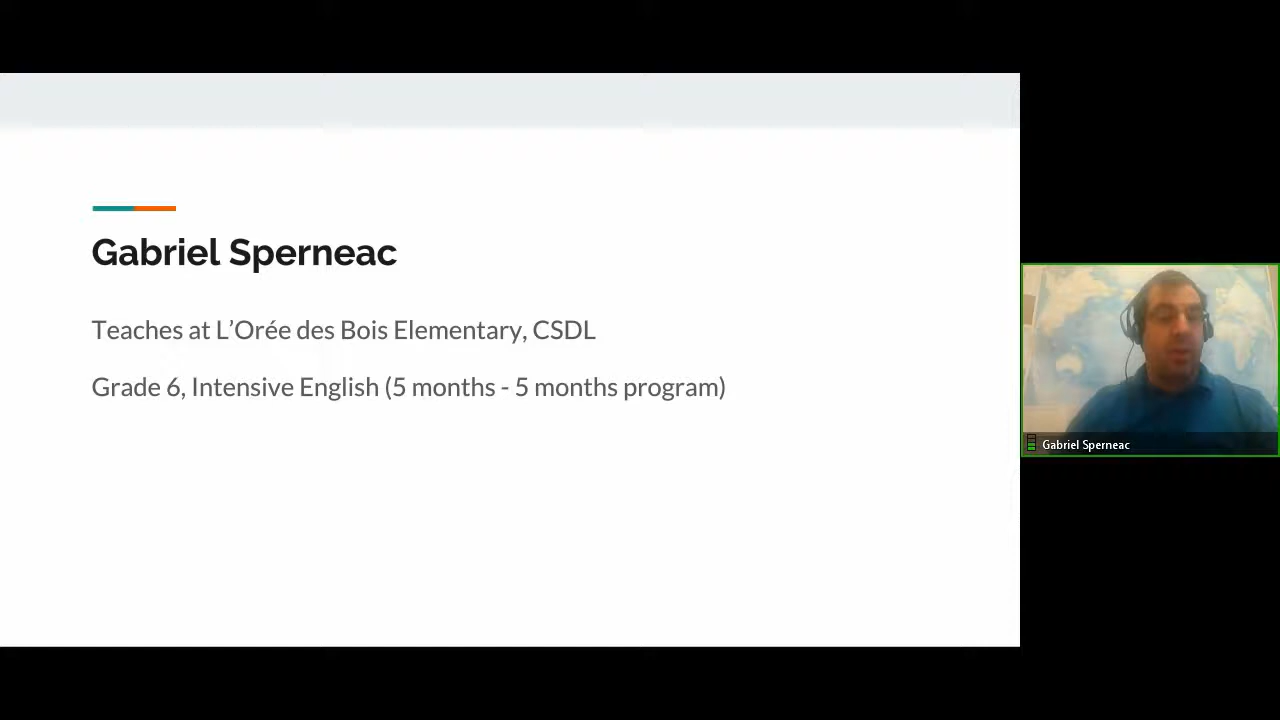 Gabriel Sperneac
Teaches at L’Orée des Bois Elementary, CSDL
Grade 6, Intensive English (5 months - 5 months program)
Gabriel Sperneac